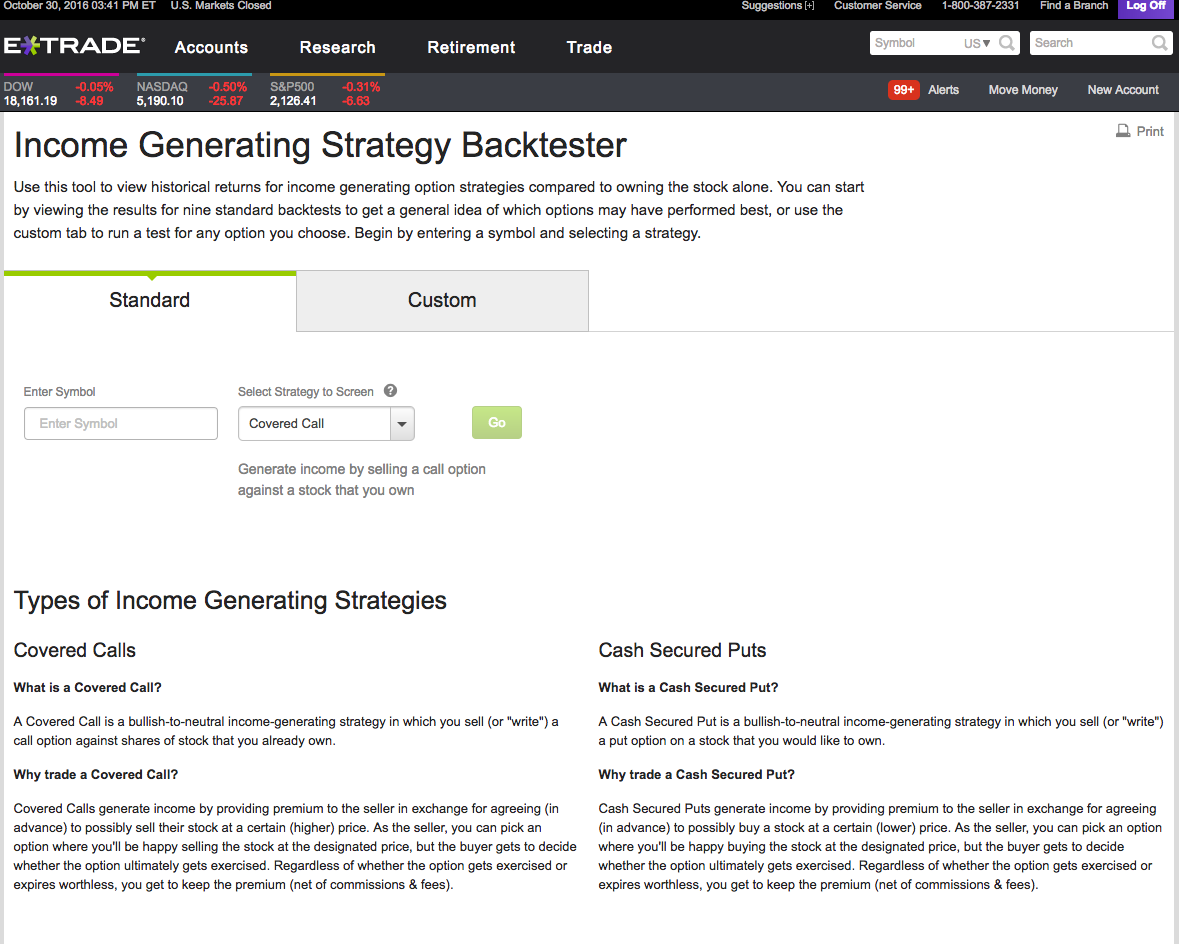 October 30, 2016 03:41 PM ET U.S. Markets Closed Suggestions [+] Customer Service 1-800-387-2331 Find a Branch Log Off
E*TRADE® Accounts Research Retirement Trade Symbol US▼ Search
DOW -0.05% NASDAQ -0.50% S&P500 -0.31%
18,161.19 -8.49 5,190.10 -25.87 2,126.41 -6.63
99+ Alerts Move Money New Account
Print
Income Generating Strategy Backtester
Use this tool to view historical returns for income generating option strategies compared to owning the stock alone. You can start
by viewing the results for nine standard backtests to get a general idea of which options may have performed best, or use the
custom tab to run a test for any option you choose. Begin by entering a symbol and selecting a strategy.
Standard Custom
Enter Symbol Select Strategy to Screen ?
Enter Symbol Covered Call Go
Generate income by selling a call option
against a stock that you own
Types of Income Generating Strategies
Covered Calls
What is a Covered Call?
A Covered Call is a bullish-to-neutral income-generating strategy in which you sell (or "write") a
call option against shares of stock that you already own.
Why trade a Covered Call?
Covered Calls generate income by providing premium to the seller in exchange for agreeing (in
advance) to possibly sell their stock at a certain (higher) price. As the seller, you can pick an
option where you'll be happy selling the stock at the designated price, but the buyer gets to decide
whether the option ultimately gets exercised. Regardless of whether the option gets exercised or
expires worthless, you get to keep the premium (net of commissions & fees).
Cash Secured Puts
What is a Cash Secured Put?
A Cash Secured Put is a bullish-to-neutral income-generating strategy in which you sell (or "write")
a put option on a stock that you would like to own.
Why trade a Cash Secured Put?
Cash Secured Puts generate income by providing premium to the seller in exchange for agreeing
(in advance) to possibly buy a stock at a certain (lower) price. As the seller, you can pick an option
where you'll be happy buying the stock at the designated price, but the buyer gets to decide
whether the option ultimately gets exercised. Regardless of whether the option gets exercised or
expires worthless, you get to keep the premium (net of commissions & fees).